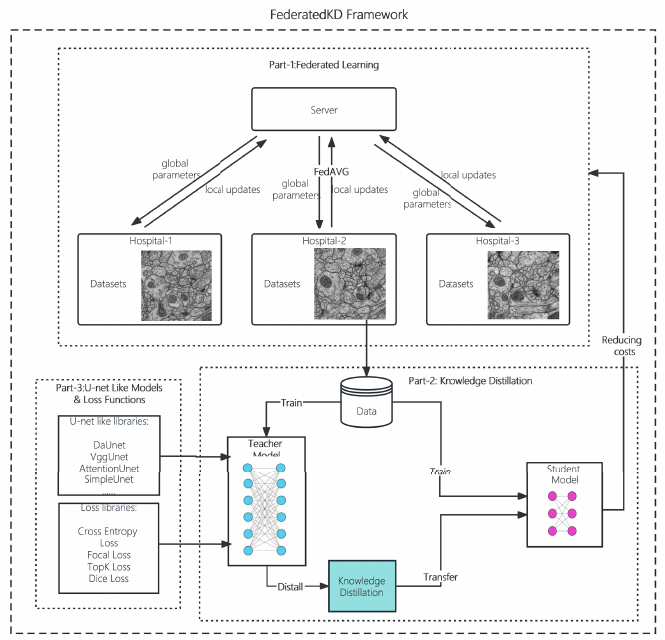 FederatedKD Framework
Part-1:Federated Learning
Server
global
parameters
local updates
FedAVG
global
parameters
local updates
local updates
global
parameters
Hospital-1
Datasets
Hospital-2
Datasets
Hospital-3
Datasets
Reducing
costs
Part-3:U-net Like Models
& Loss Functions
U-net like libraries:
DaUnet
VggUnet
AttentionUnet
SimpleUnet
......
Loss libraries:
Cross Entropy
Loss
Focal Loss
TopK Loss
Dice Loss
Part-2: Knowledge Distillation
Data
Train
Teacher
Model
Train
Student
Model
Distall
Knowledge
Distillation
Transfer